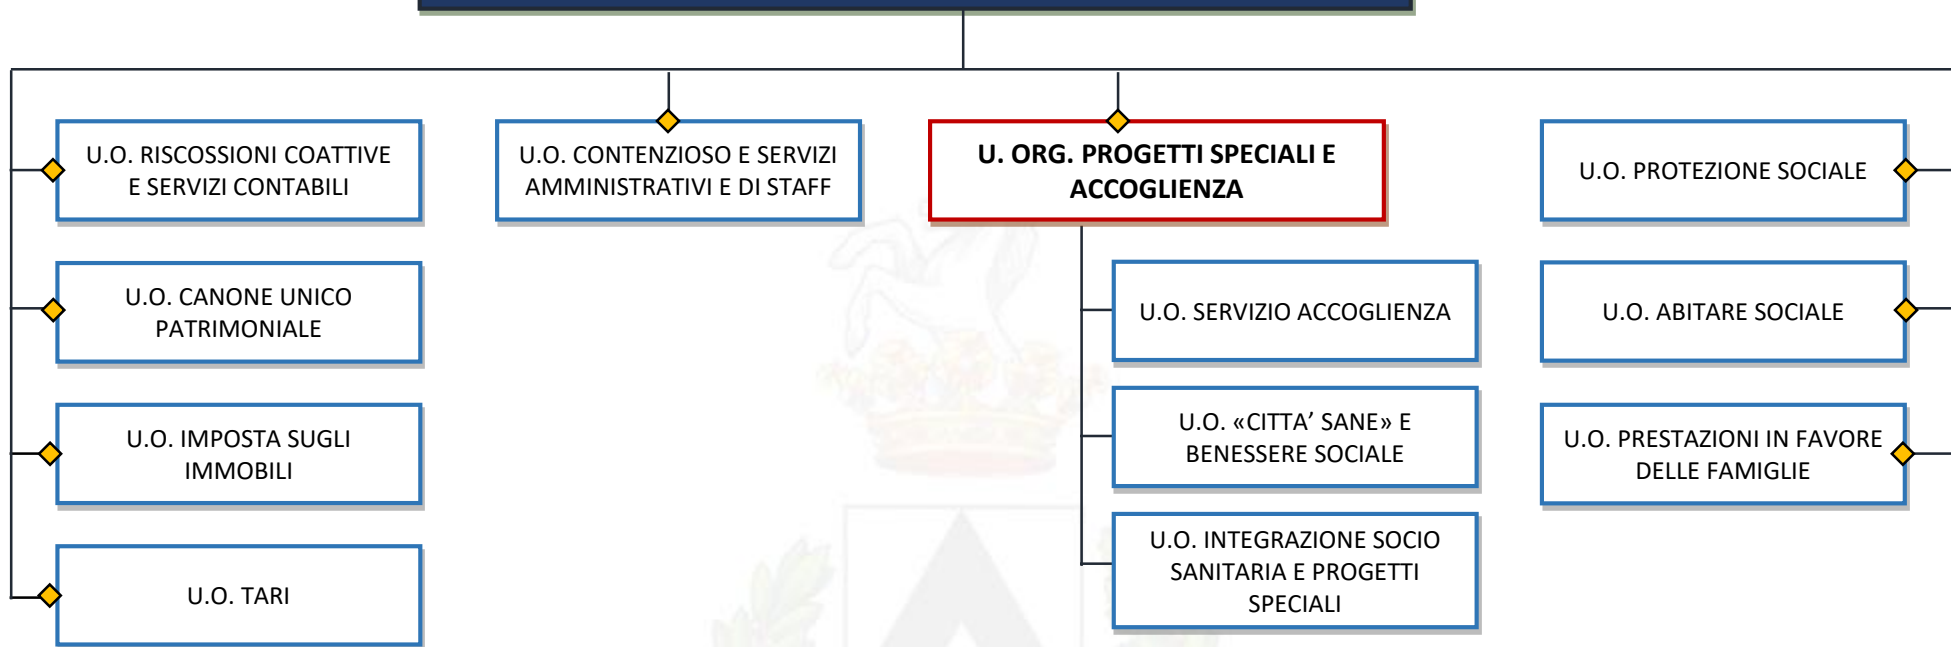 U.O. RISCOSSIONI COATTIVE
E SERVIZI CONTABILI
U.O. CANONE UNICO
PATRIMONIALE
U.O. IMPOSTA SUGLI
IMMOBILI
U.O. TARI
U.O. CONTENZIOSO E SERVIZI
AMMINISTRATIVI E DI STAFF
U. ORG. PROGETTI SPECIALI E
ACCOGLIENZA
U.O. SERVIZIO ACCOGLIENZA
U.O. «CITTA’ SANE» E
BENESSERE SOCIALE
U.O. INTEGRAZIONE SOCIO
SANITARIA E PROGETTI
SPECIALI
U.O. PROTEZIONE SOCIALE
U.O. ABITARE SOCIALE
U.O. PRESTAZIONI IN FAVORE
DELLE FAMIGLIE